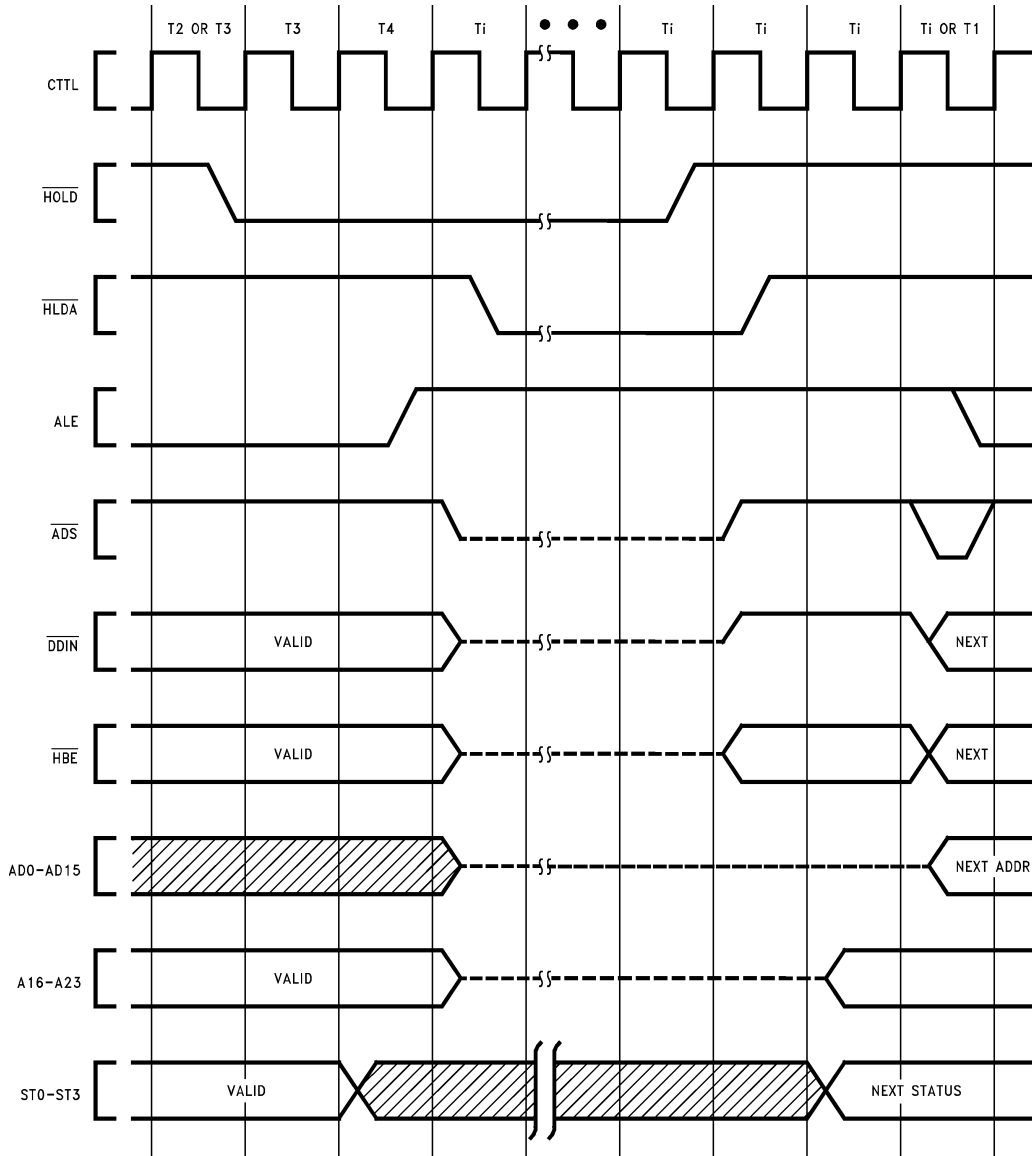 T2 OR T3 T3 T4 Ti • • • Ti Ti Ti Ti OR T1
CTTL
HOLD
HLDA
ALE
ADS
DDIN VALID NEXT
HBE VALID NEXT
AD0-AD15 NEXT ADDR
A16-A23 VALID
ST0-ST3 VALID NEXT STATUS